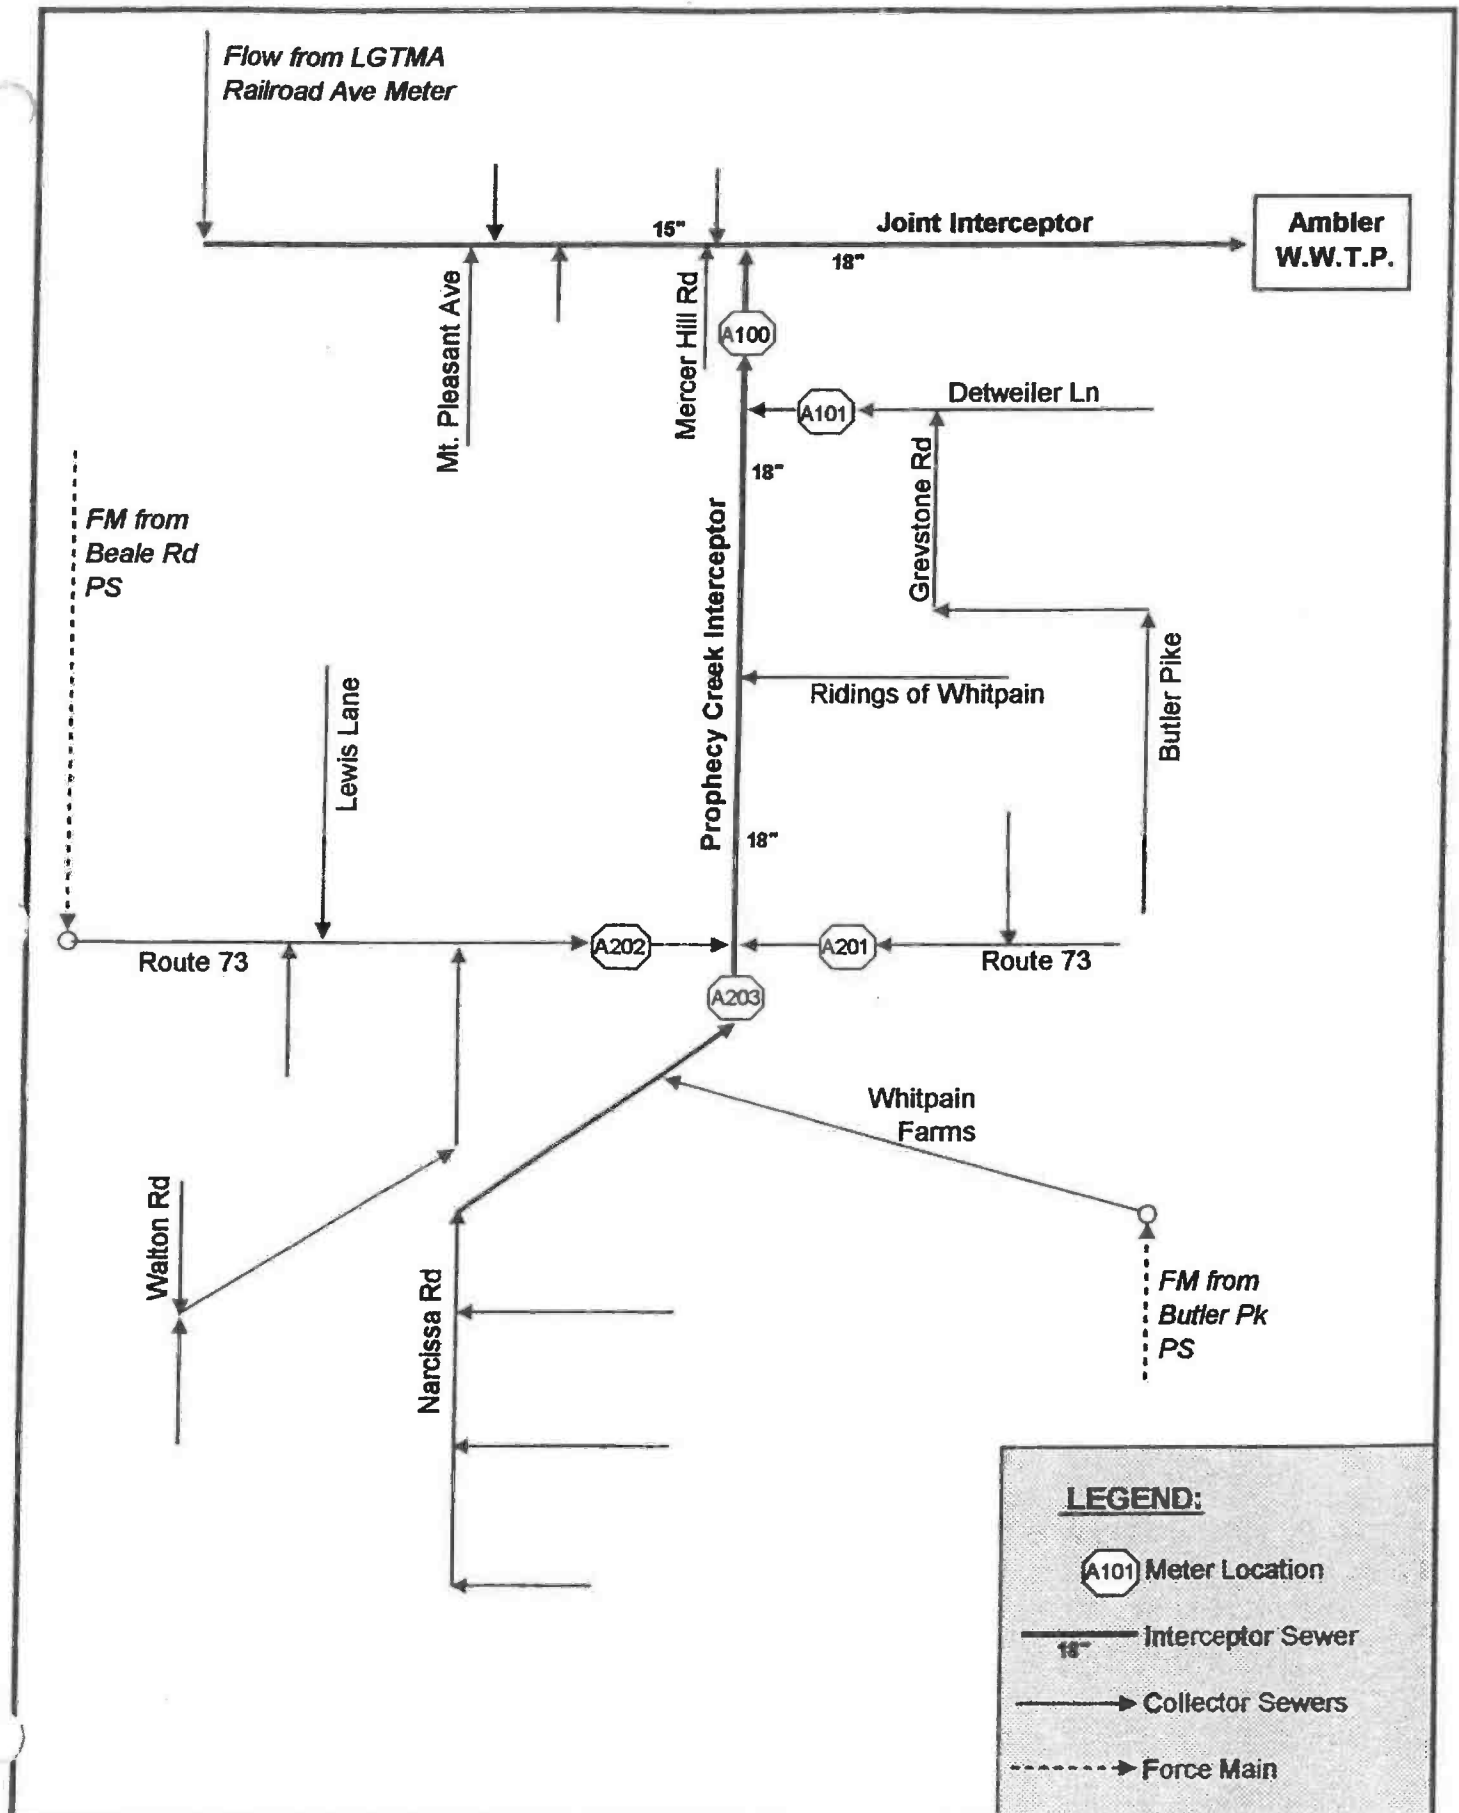 Flow from LGTMA
Railroad Ave Meter
15"
Joint Interceptor
18"
Ambler
W.W.T.P.
Mt. Pleasant Ave
Mercer Hill Rd
A100
A101
Detweiler Ln
18"
Greystone Rd
FM from
Beale Rd
PS
Prophecy Creek Interceptor
Ridings of Whitpain
Butler Pike
Lewis Lane
18"
A202
A201
Route 73
Route 73
A203
Whitpain
Farms
Walton Rd
Narcissa Rd
FM from
Butler Pk
PS
LEGEND:
A101 Meter Location
18" Interceptor Sewer
Collector Sewers
Force Main